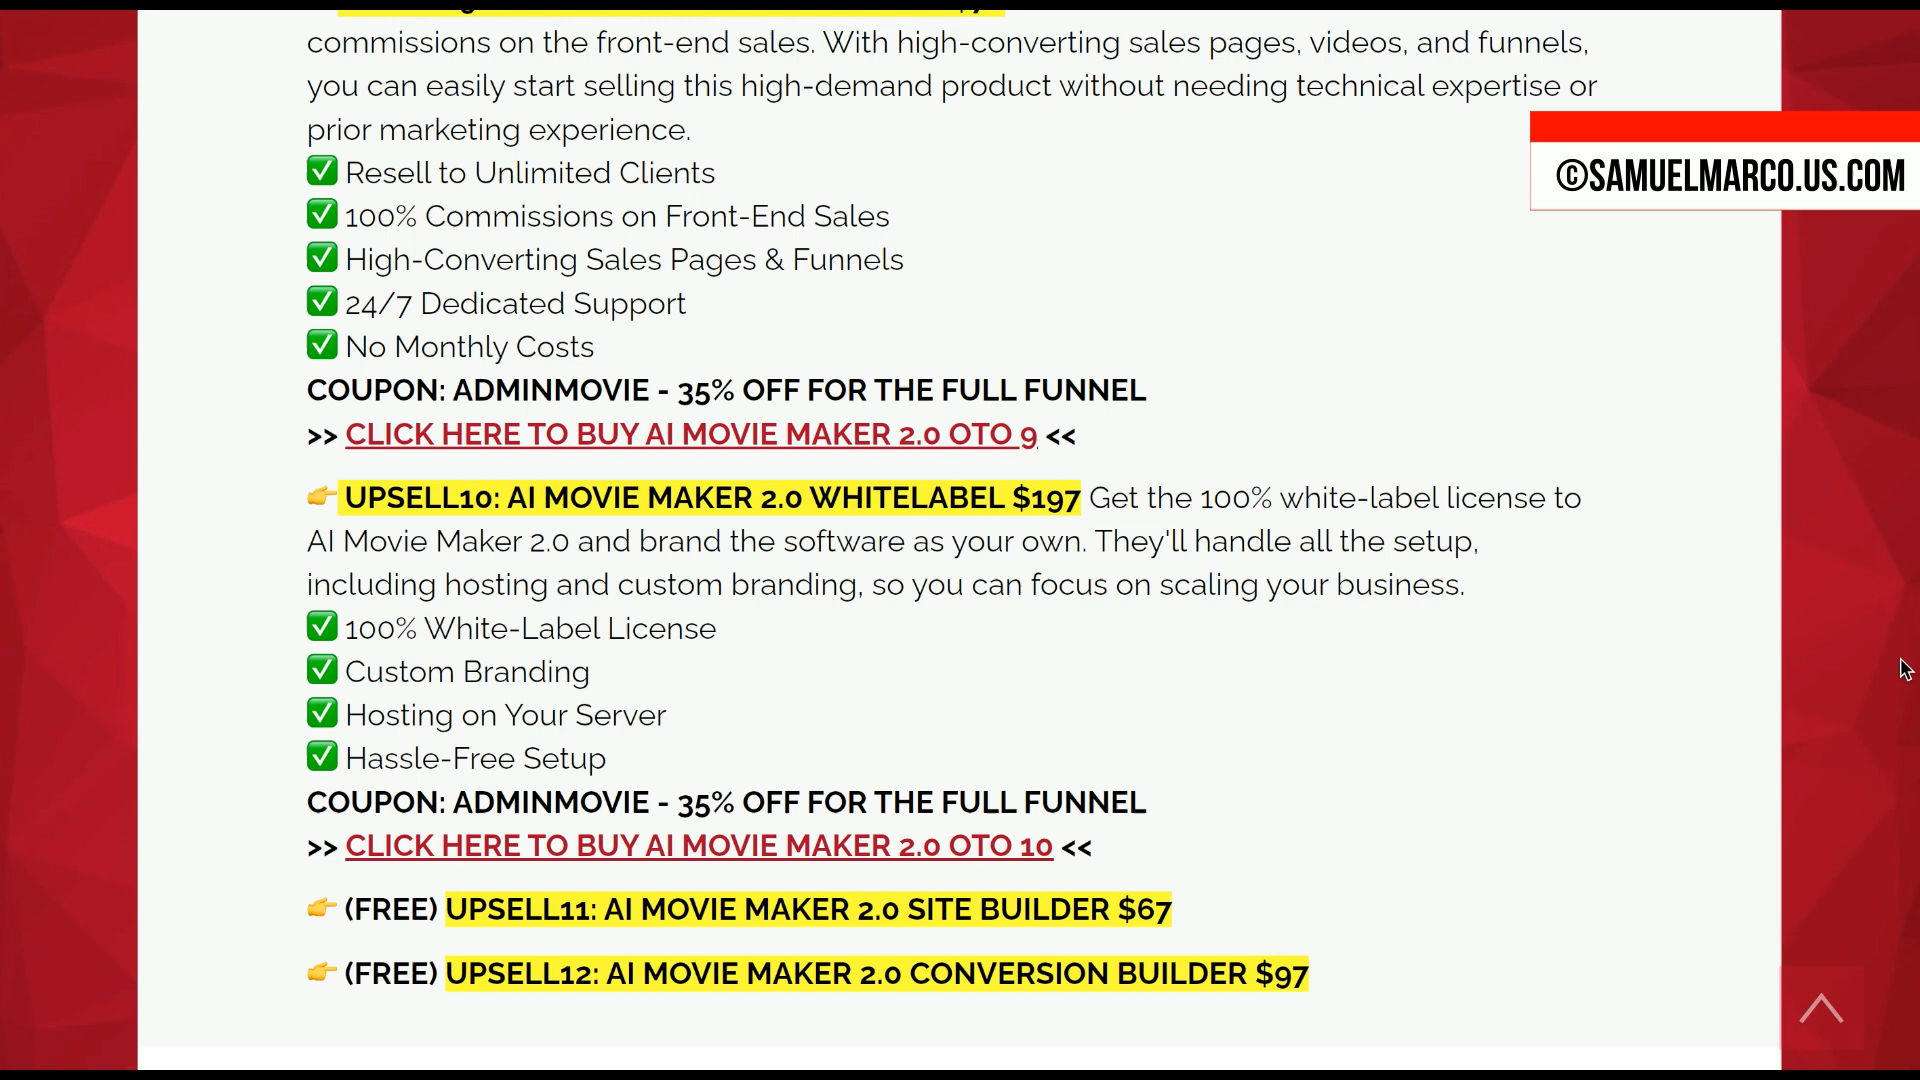 commissions on the front-end sales. With high-converting sales pages, videos, and funnels,
you can easily start selling this high-demand product without needing technical expertise or
prior marketing experience.
©SAMUELMARCO.US.COM
✅ Resell to Unlimited Clients
✅ 100% Commissions on Front-End Sales
✅ High-Converting Sales Pages & Funnels
✅ 24/7 Dedicated Support
✅ No Monthly Costs
COUPON: ADMINMOVIE - 35% OFF FOR THE FULL FUNNEL
>> CLICK HERE TO BUY AI MOVIE MAKER 2.0 OTO 9 <<
👉 UPSELL10: AI MOVIE MAKER 2.0 WHITELABEL $197 Get the 100% white-label license to
AI Movie Maker 2.0 and brand the software as your own. They'll handle all the setup,
including hosting and custom branding, so you can focus on scaling your business.
✅ 100% White-Label License
✅ Custom Branding
✅ Hosting on Your Server
✅ Hassle-Free Setup
COUPON: ADMINMOVIE - 35% OFF FOR THE FULL FUNNEL
>> CLICK HERE TO BUY AI MOVIE MAKER 2.0 OTO 10 <<
👉 (FREE) UPSELL11: AI MOVIE MAKER 2.0 SITE BUILDER $67
👉 (FREE) UPSELL12: AI MOVIE MAKER 2.0 CONVERSION BUILDER $97